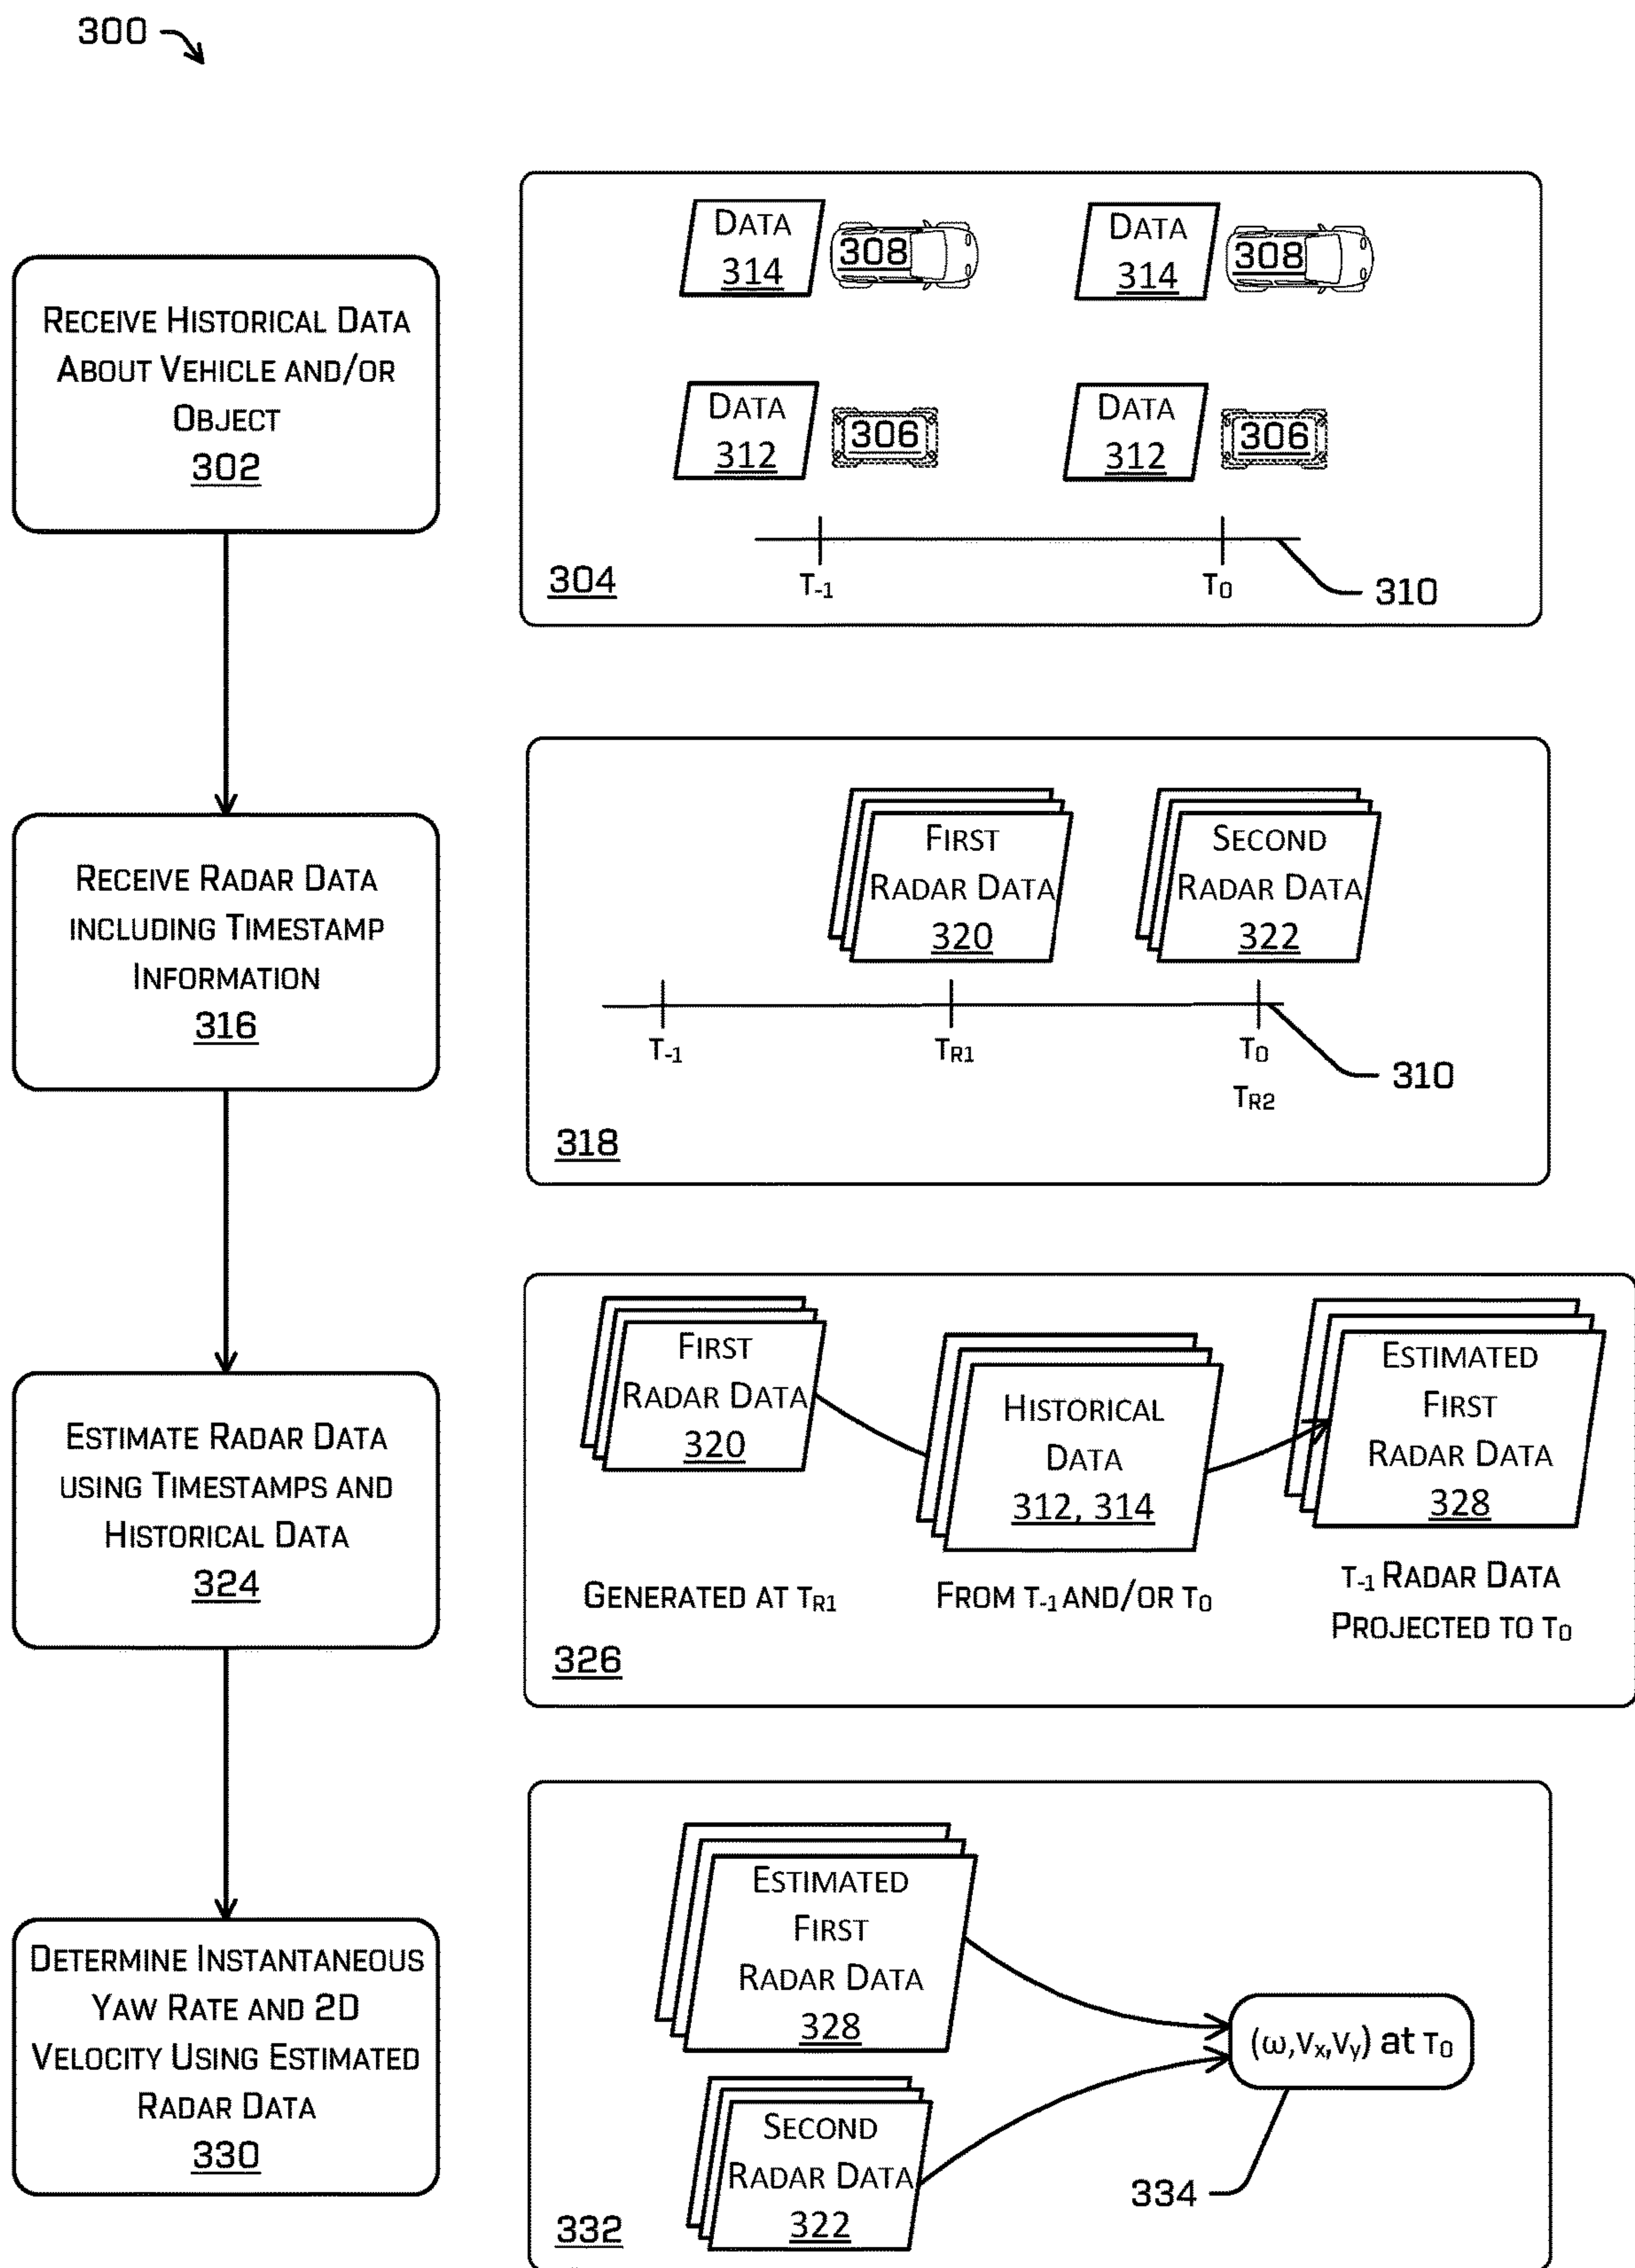 300
RECEIVE HISTORICAL DATA
ABOUT VEHICLE AND/OR
OBJECT
302
DATA
314
308
DATA
314
308
DATA
312
306
DATA
312
306
T-1
T0
310
304
RECEIVE RADAR DATA
INCLUDING TIMESTAMP
INFORMATION
316
FIRST
RADAR DATA
320
SECOND
RADAR DATA
322
T-1
TR1
T0
TR2
310
318
ESTIMATE RADAR DATA
USING TIMESTAMPS AND
HISTORICAL DATA
324
FIRST
RADAR DATA
320
HISTORICAL
DATA
312, 314
ESTIMATED
FIRST
RADAR DATA
328
GENERATED AT TR1
FROM T-1 AND/OR T0
T-1 RADAR DATA
PROJECTED TO T0
326
DETERMINE INSTANTANEOUS
YAW RATE AND 2D
VELOCITY USING ESTIMATED
RADAR DATA
330
ESTIMATED
FIRST
RADAR DATA
328
SECOND
RADAR DATA
322
(ω,Vx,Vy) at T0
334
332